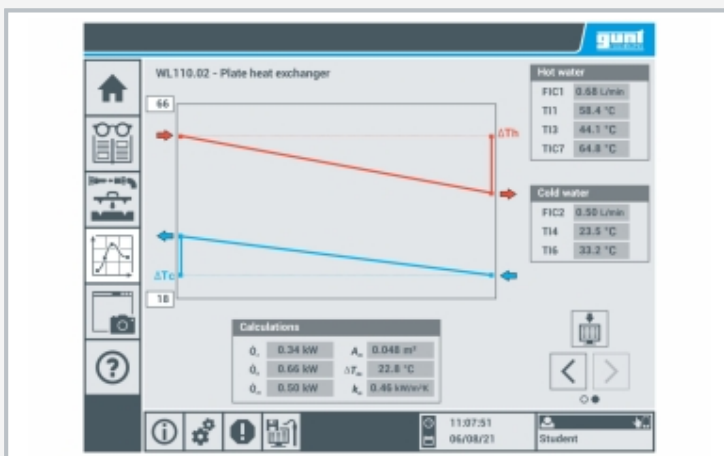 gunt
WL110.02 - Plate heat exchanger
66
ΔTh
ΔTc
18
Hot water
FIC1 0.68 L/min
TI1 58.4 °C
TI3 44.1 °C
TIC7 64.8 °C
Cold water
FIC2 0.50 L/min
TI4 23.5 °C
TI6 33.2 °C
Calculations
0.34 kW Aₘ 0.048 m²
0.66 kW ΔTₘ 22.8 °C
0.50 kW kₘ 0.46 kW/m²K
11:07:51
06/08/21
Student